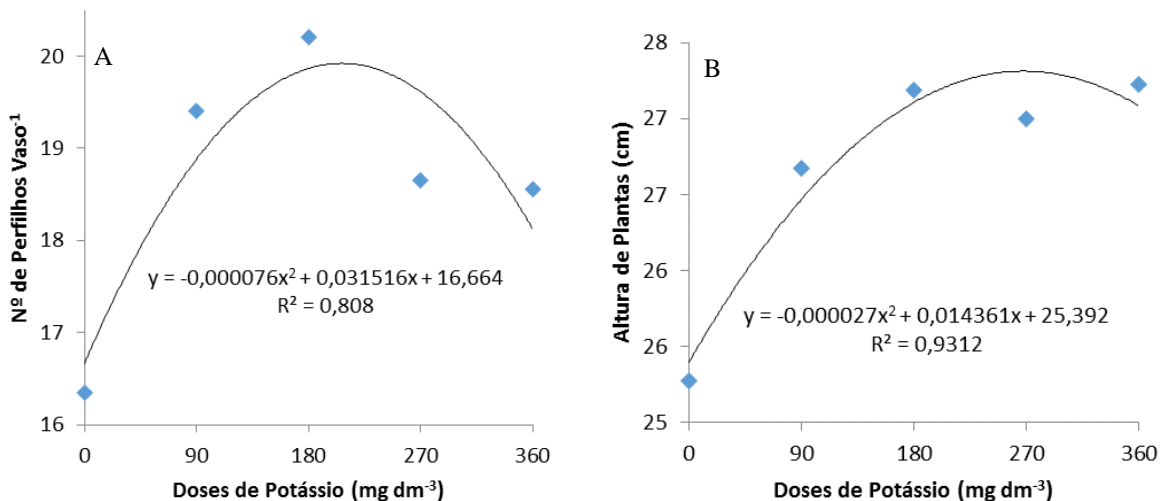 A
Nº de Perfilhos Vaso⁻¹
20
19
18
17
16
y = -0,000076x² + 0,031516x + 16,664
R² = 0,808
0 90 180 270 360
Doses de Potássio (mg dm⁻³)
B
Altura de Plantas (cm)
28
27
27
26
26
25
y = -0,000027x² + 0,014361x + 25,392
R² = 0,9312
0 90 180 270 360
Doses de Potássio (mg dm⁻³)